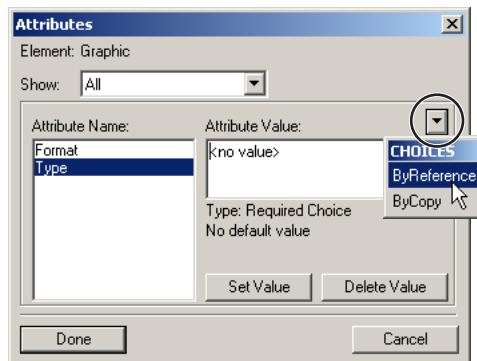 Attributes
Element: Graphic
Show: All
Attribute Name:
Format
Type
Attribute Value:
<no value>
CHOICES
ByReference
ByCopy
Type: Required Choice
No default value
Set Value Delete Value
Done Cancel